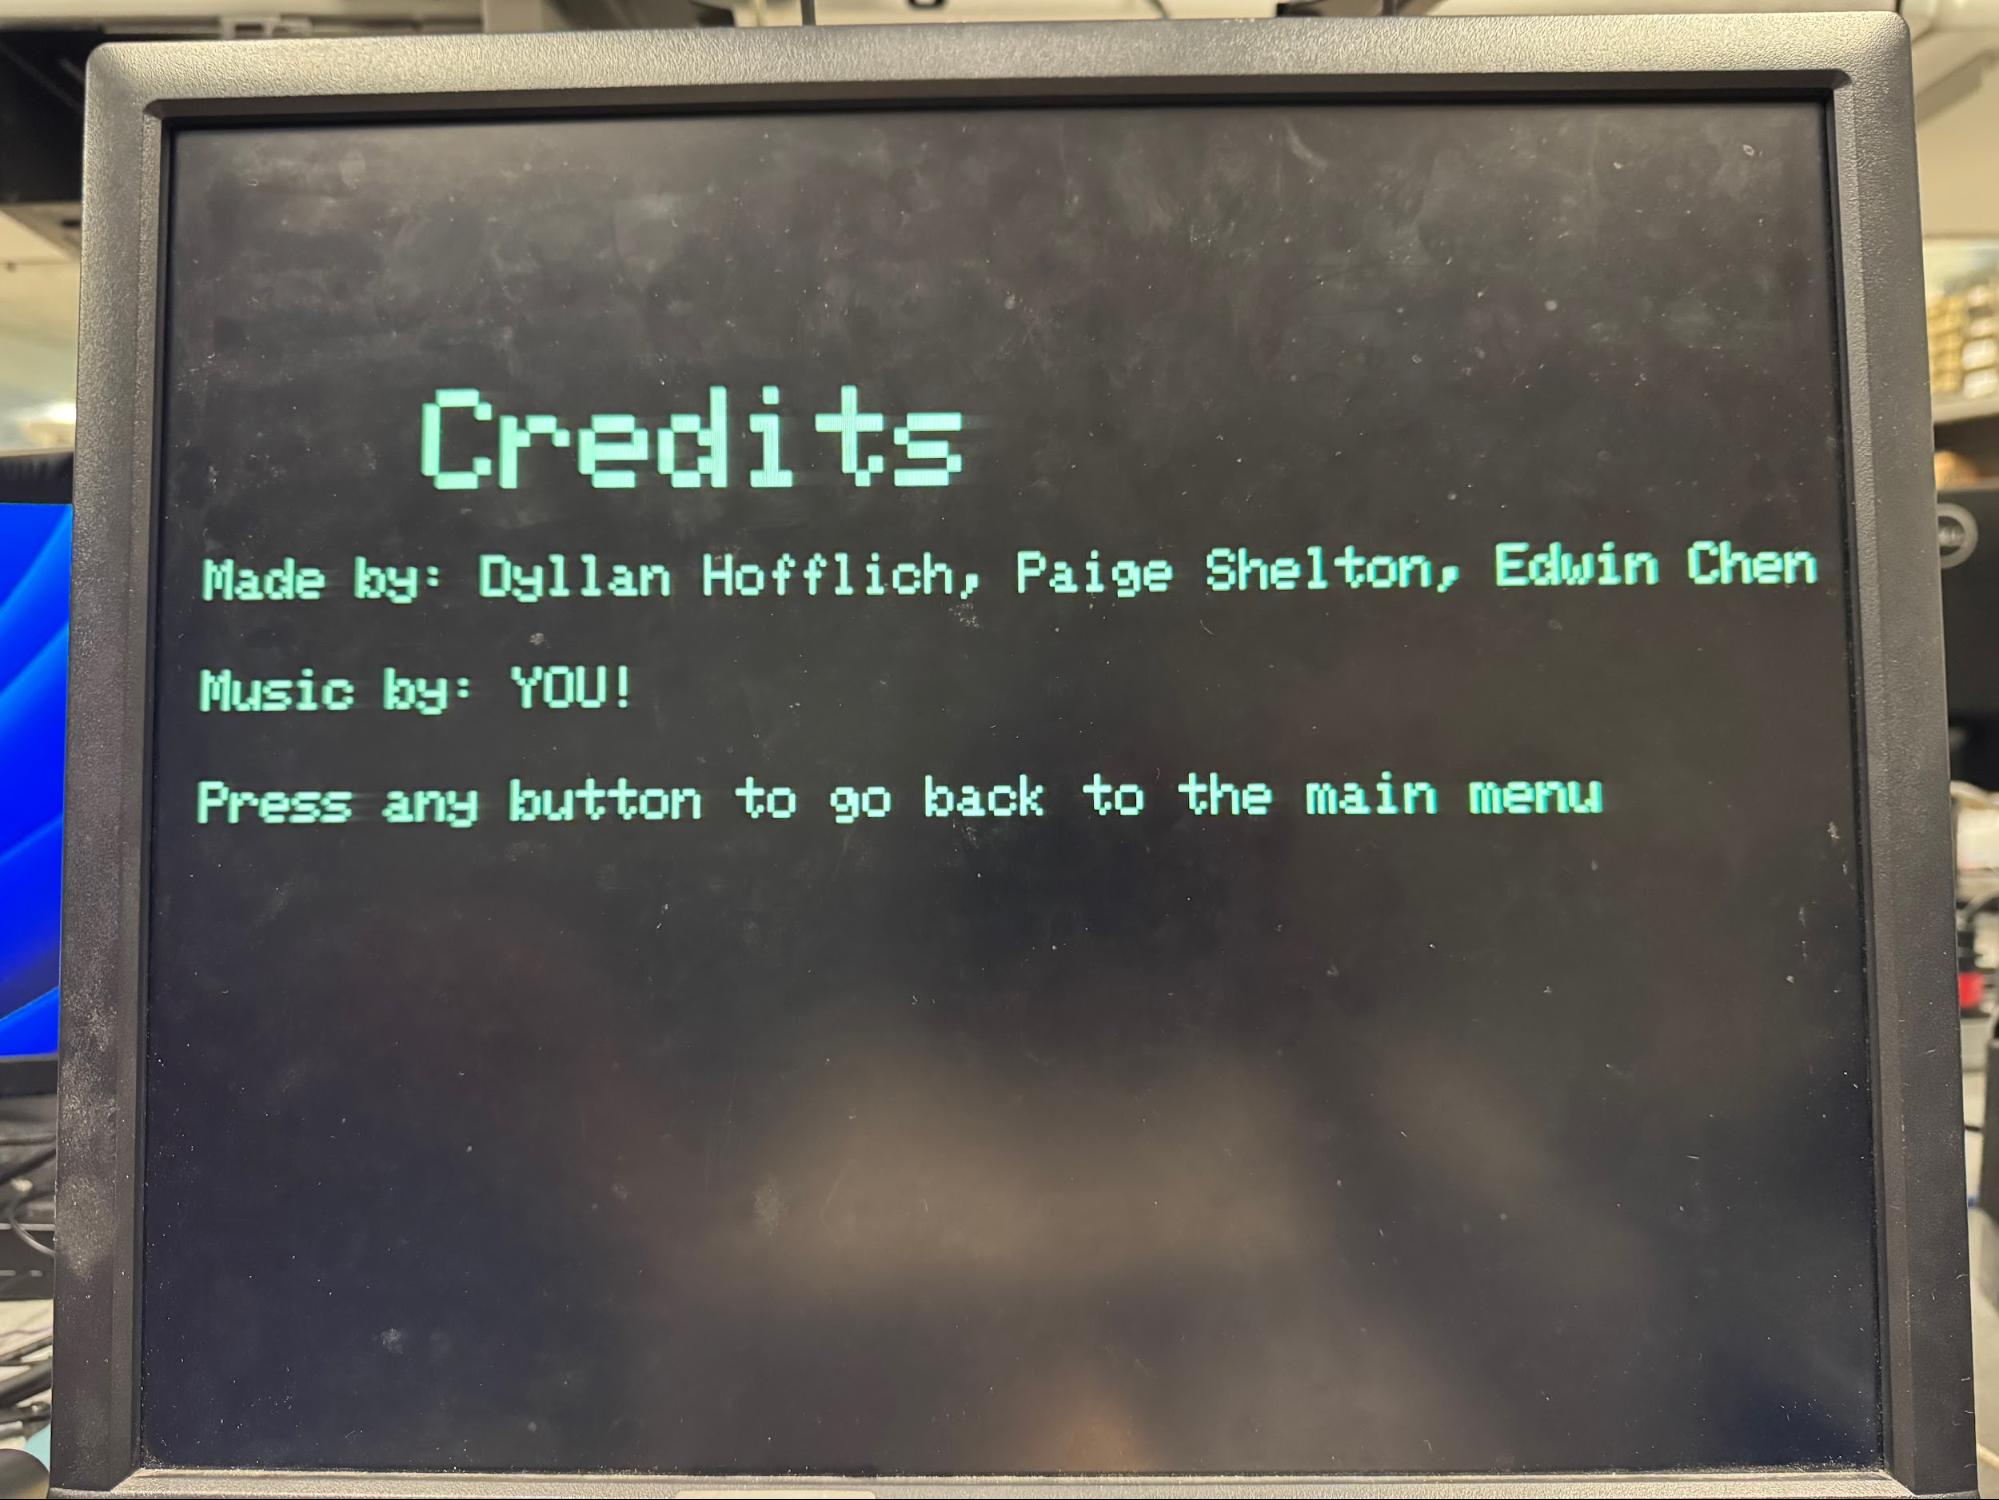 Credits
Made by: Dyllan Hofflich, Paige Shelton, Edwin Chen
Music by: YOU!
Press any button to go back to the main menu